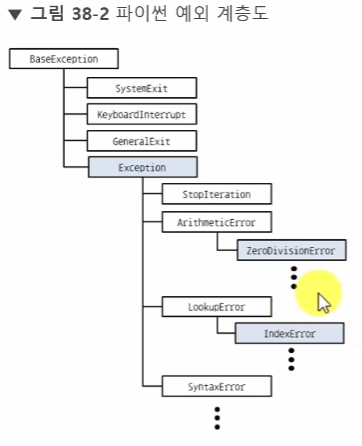 ▼ 그림 38-2 파이썬 예외 계층도
BaseException
SystemExit
KeyboardInterrupt
GeneralExit
Exception
StopIteration
ArithmeticError
ZeroDivisionError
LookupError
IndexError
SyntaxError